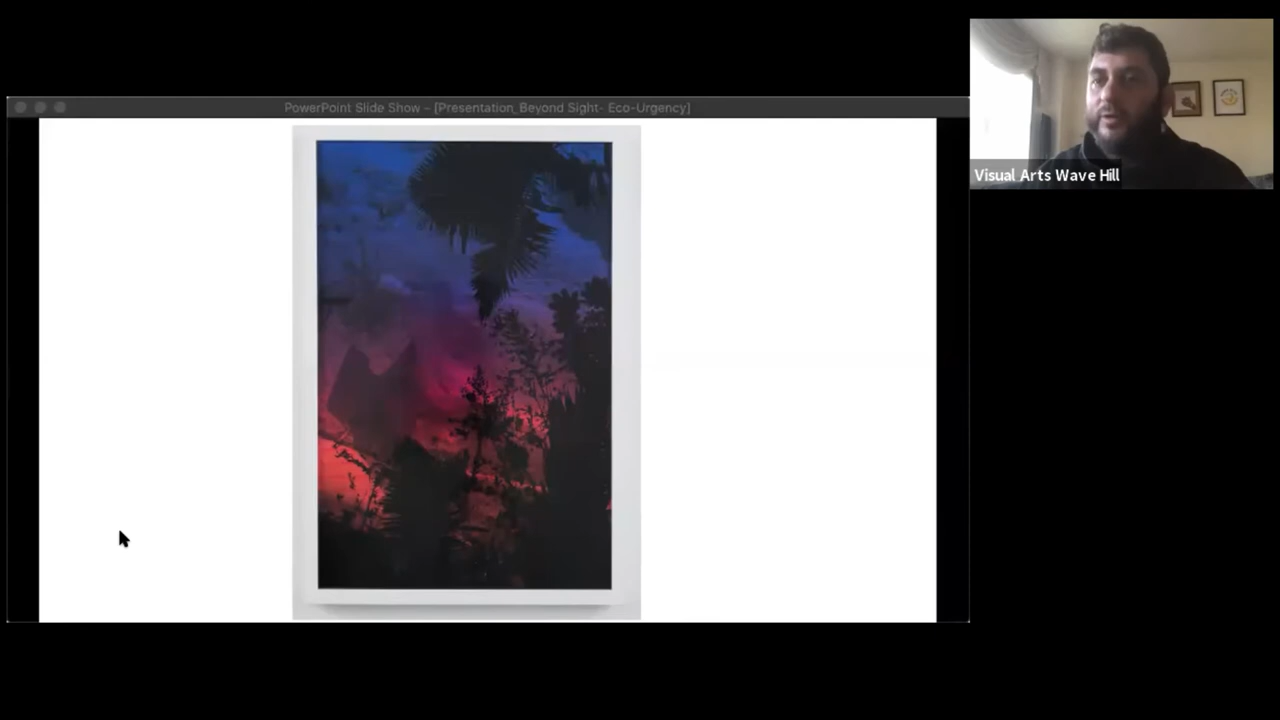 PowerPoint Slide Show - [Presentation_Beyond Sight- Eco-Urgency]
Visual Arts Wave Hill